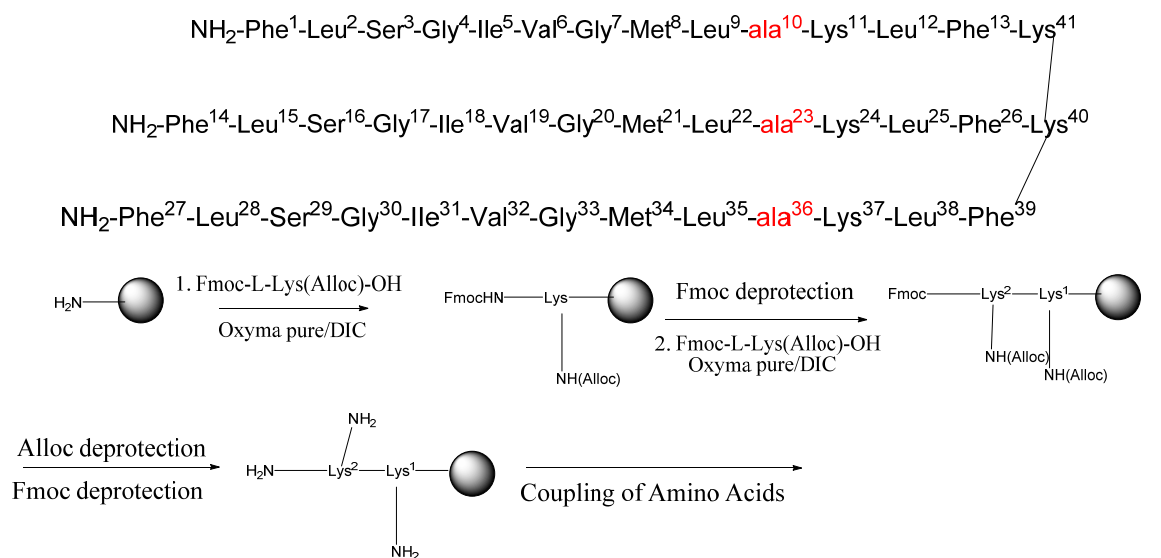 NH₂-Phe¹-Leu²-Ser³-Gly⁴-Ile⁵-Val⁶-Gly⁷-Met⁸-Leu⁹-ala¹⁰-Lys¹¹-Leu¹²-Phe¹³-Lys⁴¹
NH₂-Phe¹⁴-Leu¹⁵-Ser¹⁶-Gly¹⁷-Ile¹⁸-Val¹⁹-Gly²⁰-Met²¹-Leu²²-ala²³-Lys²⁴-Leu²⁵-Phe²⁶-Lys⁴⁰
NH₂-Phe²⁷-Leu²⁸-Ser²⁹-Gly³⁰-IIe³¹-Val³²-Gly³³-Met³⁴-Leu³⁵-ala³⁶-Lys³⁷-Leu³⁸-Phe³⁹
H₂N
1. Fmoc-L-Lys(Alloc)-OH
Oxyma pure/DIC
FmocHN Lys
NH(Alloc)
Fmoc deprotection
2. Fmoc-L-Lys(Alloc)-OH
Oxyma pure/DIC
Fmoc Lys² Lys¹
NH(Alloc)
NH(Alloc)
Alloc deprotection
Fmoc deprotection
NH₂
H₂N Lys² Lys¹
NH₂
Coupling of Amino Acids